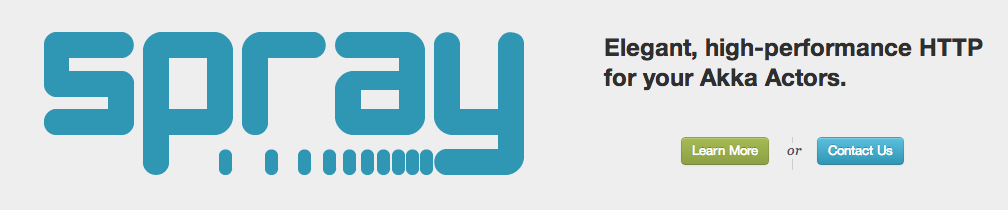 spray
Elegant, high-performance HTTP
for your Akka Actors.
Learn More or Contact Us